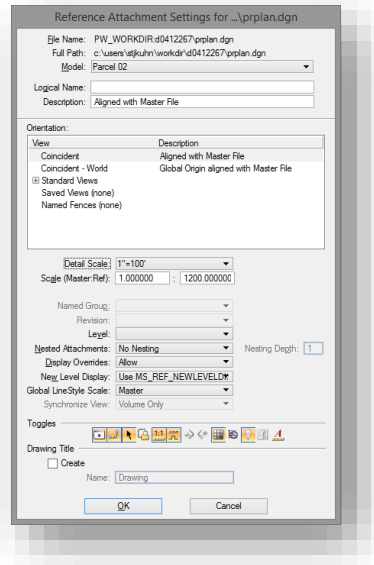 Reference Attachment Settings for ...\prplan.dgn
File Name: PW_WORKDIR:d0412267\prplan.dgn
Full Path: c:\users\stjkuhn\workdir\d0412267\prplan.dgn
Model: Parcel 02
Logical Name:
Description: Aligned with Master File
Orientation:
View Description
Coincident Aligned with Master File
Coincident - World Global Origin aligned with Master File
Standard Views
Saved Views (none)
Named Fences (none)
Detail Scale: 1"=100'
Scale (Master:Ref): 1.000000 : 1200.000000
Named Group:
Revision:
Level:
Nested Attachments: No Nesting Nesting Depth: 1
Display Overrides: Allow
New Level Display: Use MS_REF_NEWLEVELDI
Global LineStyle Scale: Master
Synchronize View: Volume Only
Toggles
1:1
Drawing Title
Create
Name: Drawing
OK Cancel